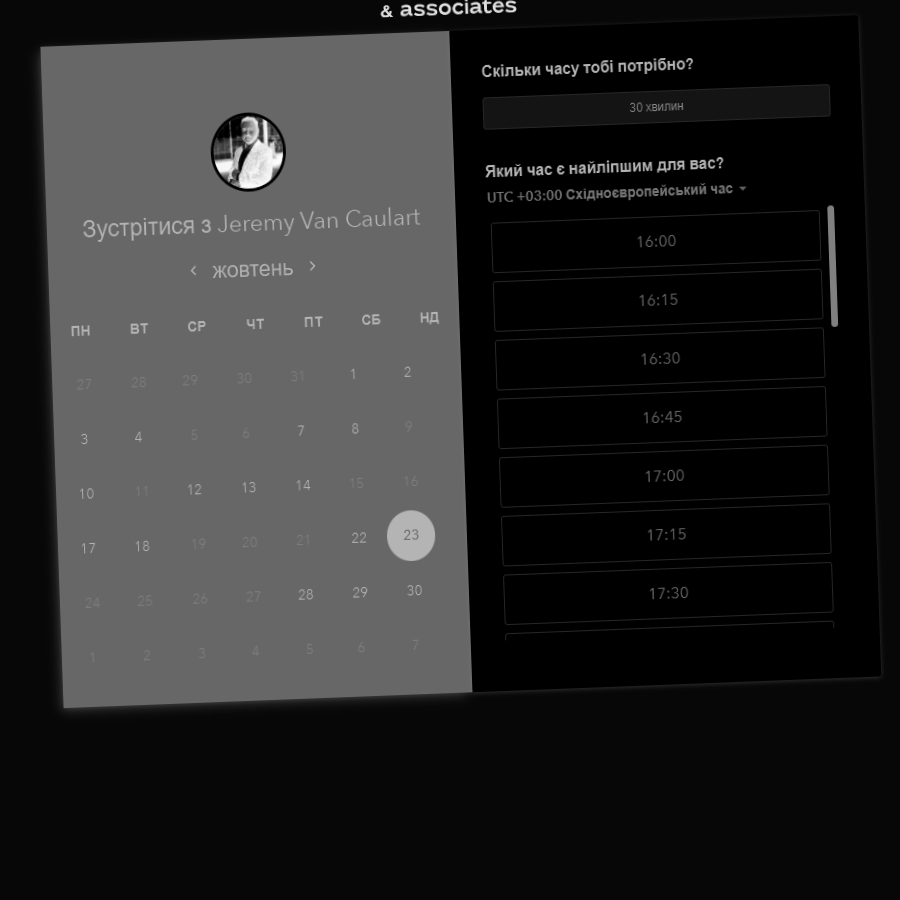 & associates
Зустрітися з Jeremy Van Caulart
‹ жовтень ›
ПН ВТ СР ЧТ ПТ СБ НД
27 28 29 30 31 1 2
3 4 5 6 7 8 9
10 11 12 13 14 15 16
17 18 19 20 21 22 23
24 25 26 27 28 29 30
1 2 3 4 5 6 7
Скільки часу тобі потрібно?
30 хвилин
Який час є найліпшим для вас?
UTC +03:00 Східноєвропейський час
16:00
16:15
16:30
16:45
17:00
17:15
17:30